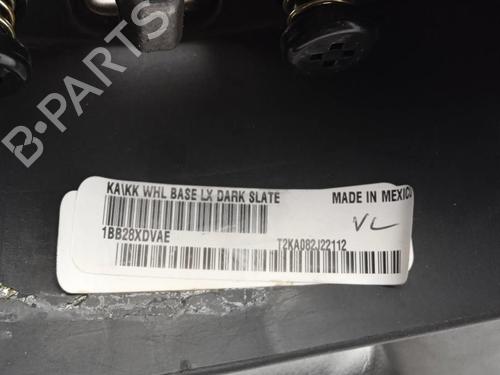 KA\KK WHL BASE LX DARK SLATE
MADE IN MEXICO
1BB28XDVAE
T2KA082J22112
VL
B-PARTS